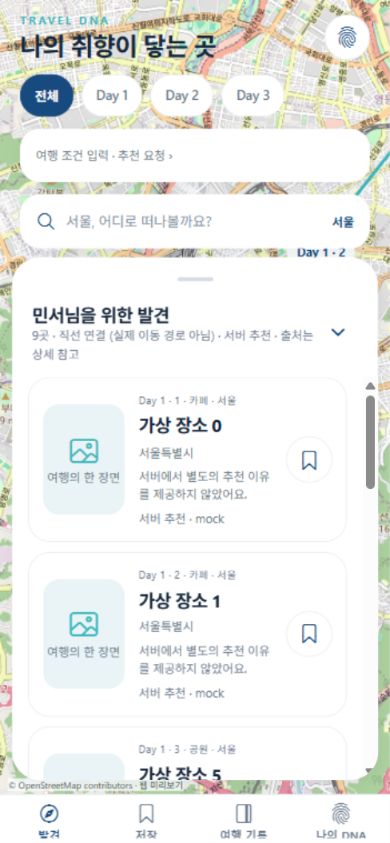 TRAVEL DNA
나의 취향이 닿는 곳
전체
Day 1
Day 2
Day 3
여행 조건 입력 · 추천 요청 ›
서울, 어디로 떠나볼까요?
서울
Day 1 · 2
민서님을 위한 발견
9곳 · 직선 연결 (실제 이동 경로 아님) · 서버 추천 · 출처는
상세 참고
Day 1 · 1 · 카페 · 서울
가상 장소 0
서울특별시
여행의 한 장면
서버에서 별도의 추천 이유
를 제공하지 않았어요.
서버 추천 · mock
Day 1 · 2 · 카페 · 서울
가상 장소 1
서울특별시
여행의 한 장면
서버에서 별도의 추천 이유
를 제공하지 않았어요.
서버 추천 · mock
Day 1 · 3 · 공원 · 서울
가상 장소 5
© OpenStreetMap contributors · 웹 미리보기
발견
저장
여행 기록
나의 DNA